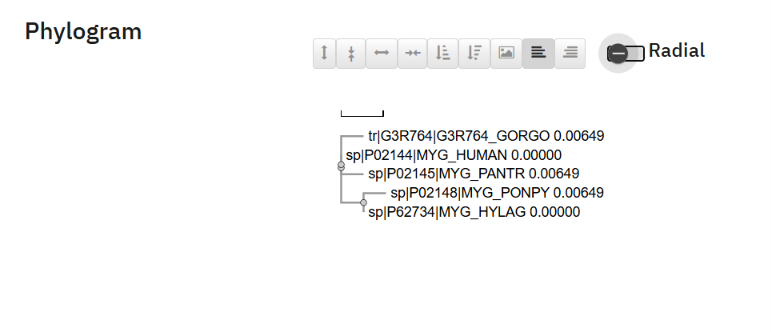 Phylogram
Radial
tr|G3R764|G3R764_GORGO 0.00649
sp|P02144|MYG_HUMAN 0.00000
sp|P02145|MYG_PANTR 0.00649
sp|P02148|MYG_PONPY 0.00649
sp|P62734|MYG_HYLAG 0.00000